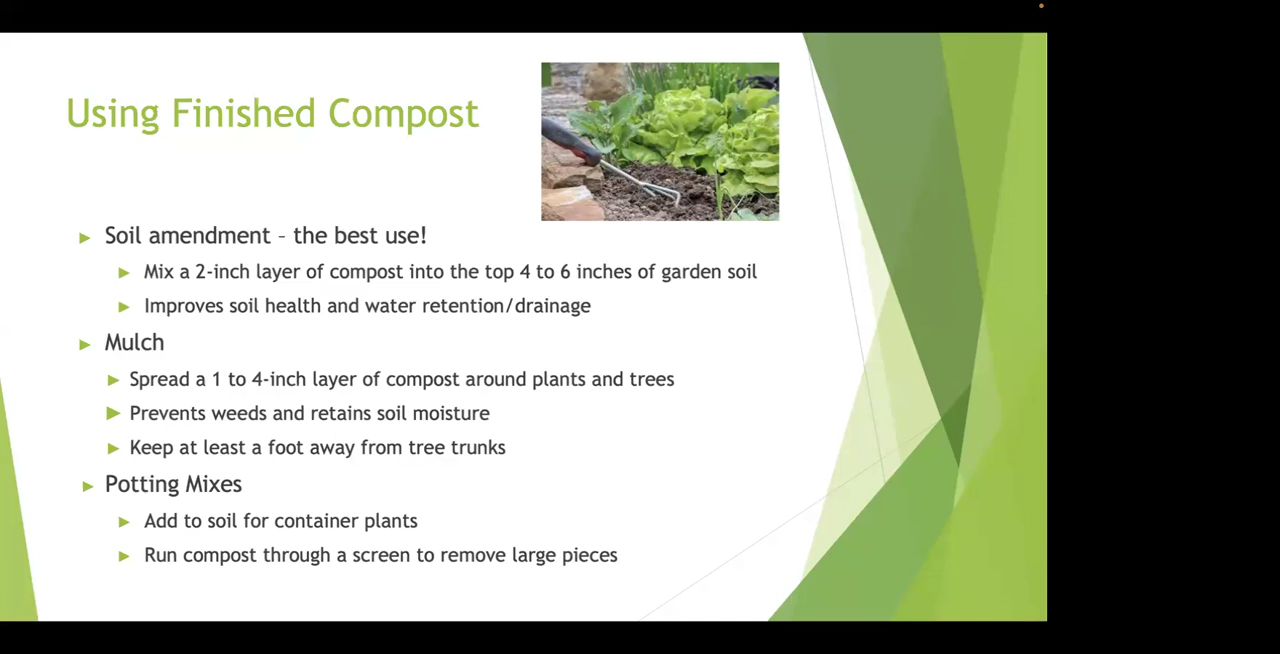 Using Finished Compost
Soil amendment – the best use!
Mix a 2-inch layer of compost into the top 4 to 6 inches of garden soil
Improves soil health and water retention/drainage
Mulch
Spread a 1 to 4-inch layer of compost around plants and trees
Prevents weeds and retains soil moisture
Keep at least a foot away from tree trunks
Potting Mixes
Add to soil for container plants
Run compost through a screen to remove large pieces